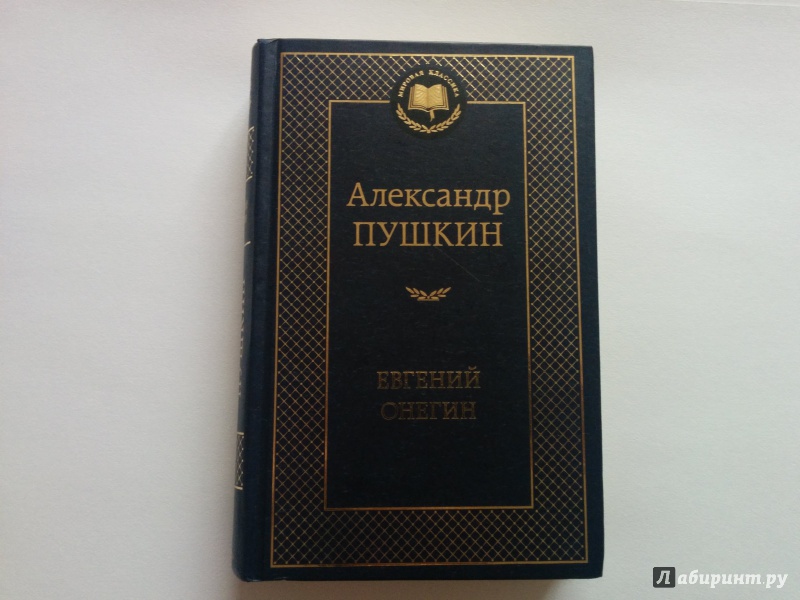 МИРОВАЯ КЛАССИКА
Александр
ПУШКИН
ЕВГЕНИЙ
ОНЕГИН
Лабиринт.ру